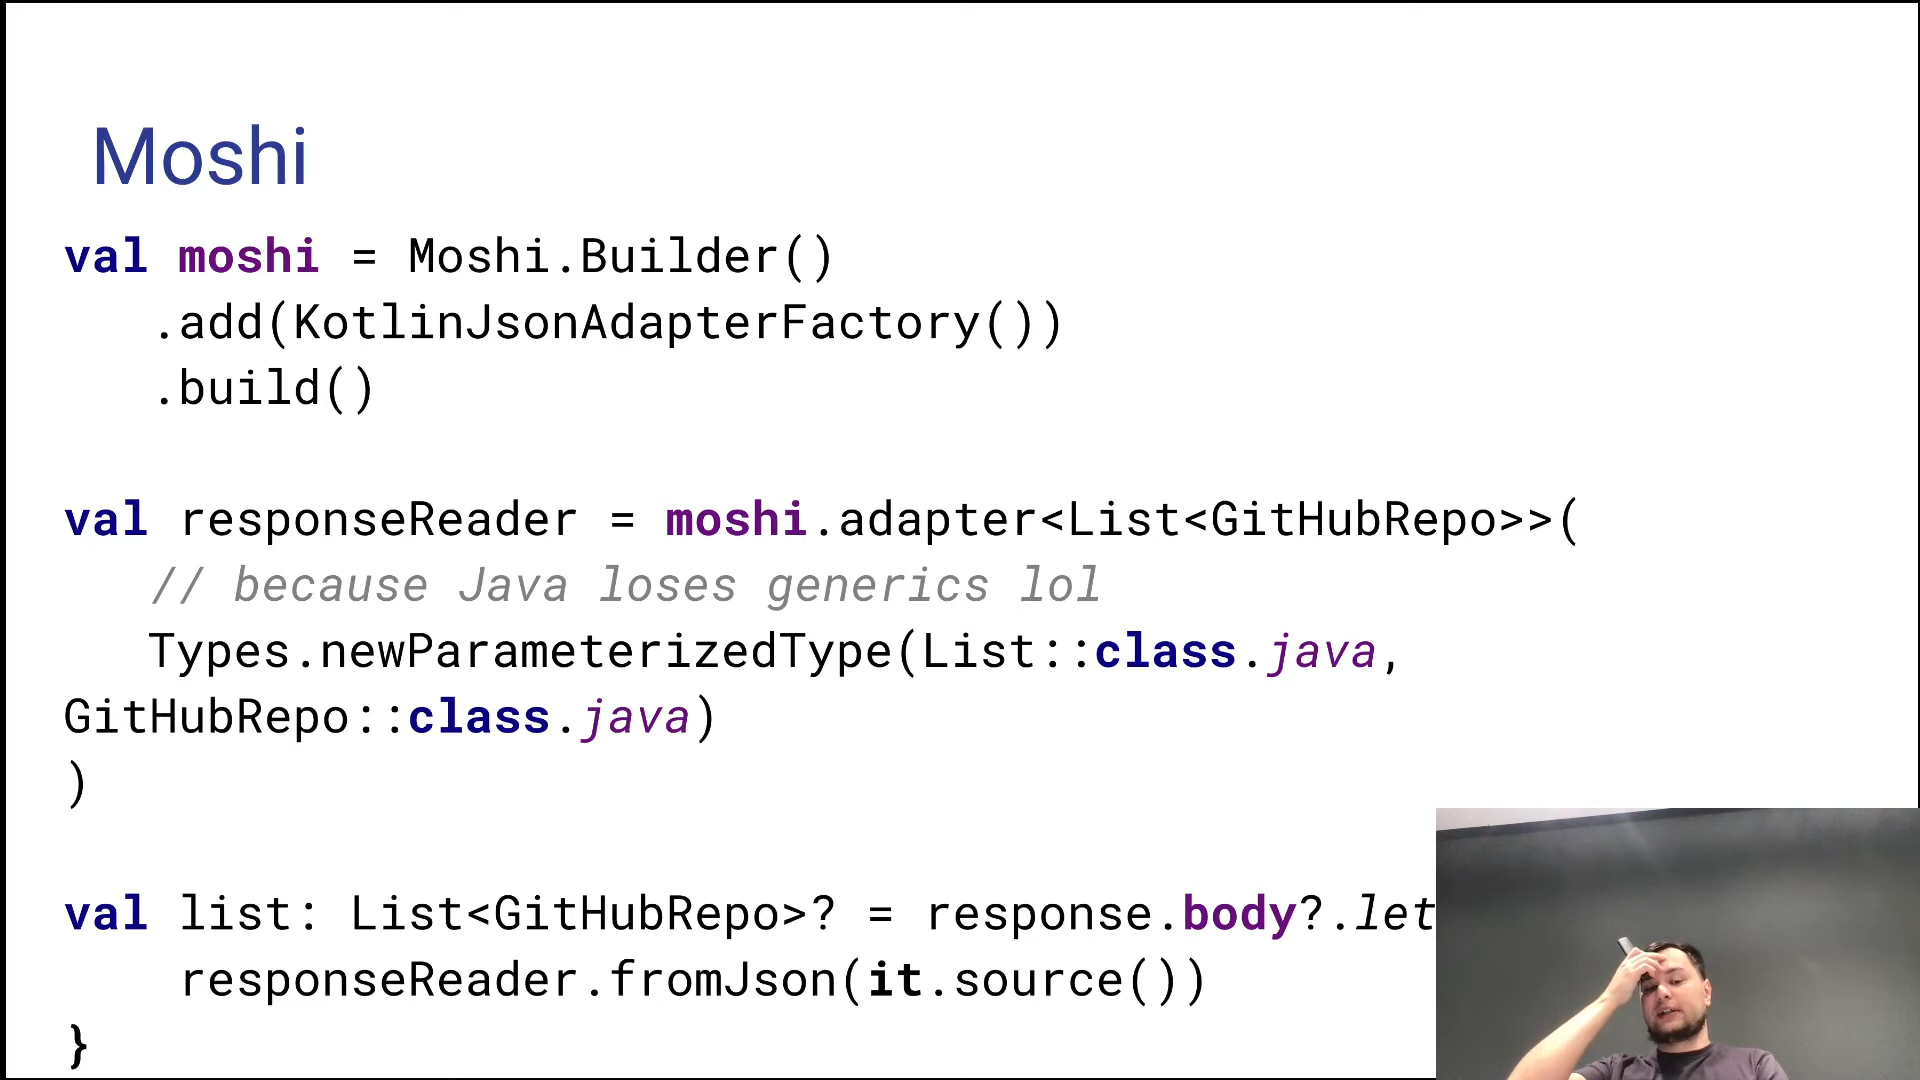 Moshi
val moshi = Moshi.Builder()
.add(KotlinJsonAdapterFactory())
.build()
val responseReader = moshi.adapter<List<GitHubRepo>>(
// because Java loses generics lol
Types.newParameterizedType(List::class.java,
GitHubRepo::class.java)
)
val list: List<GitHubRepo>? = response.body?.let
responseReader.fromJson(it.source())
}